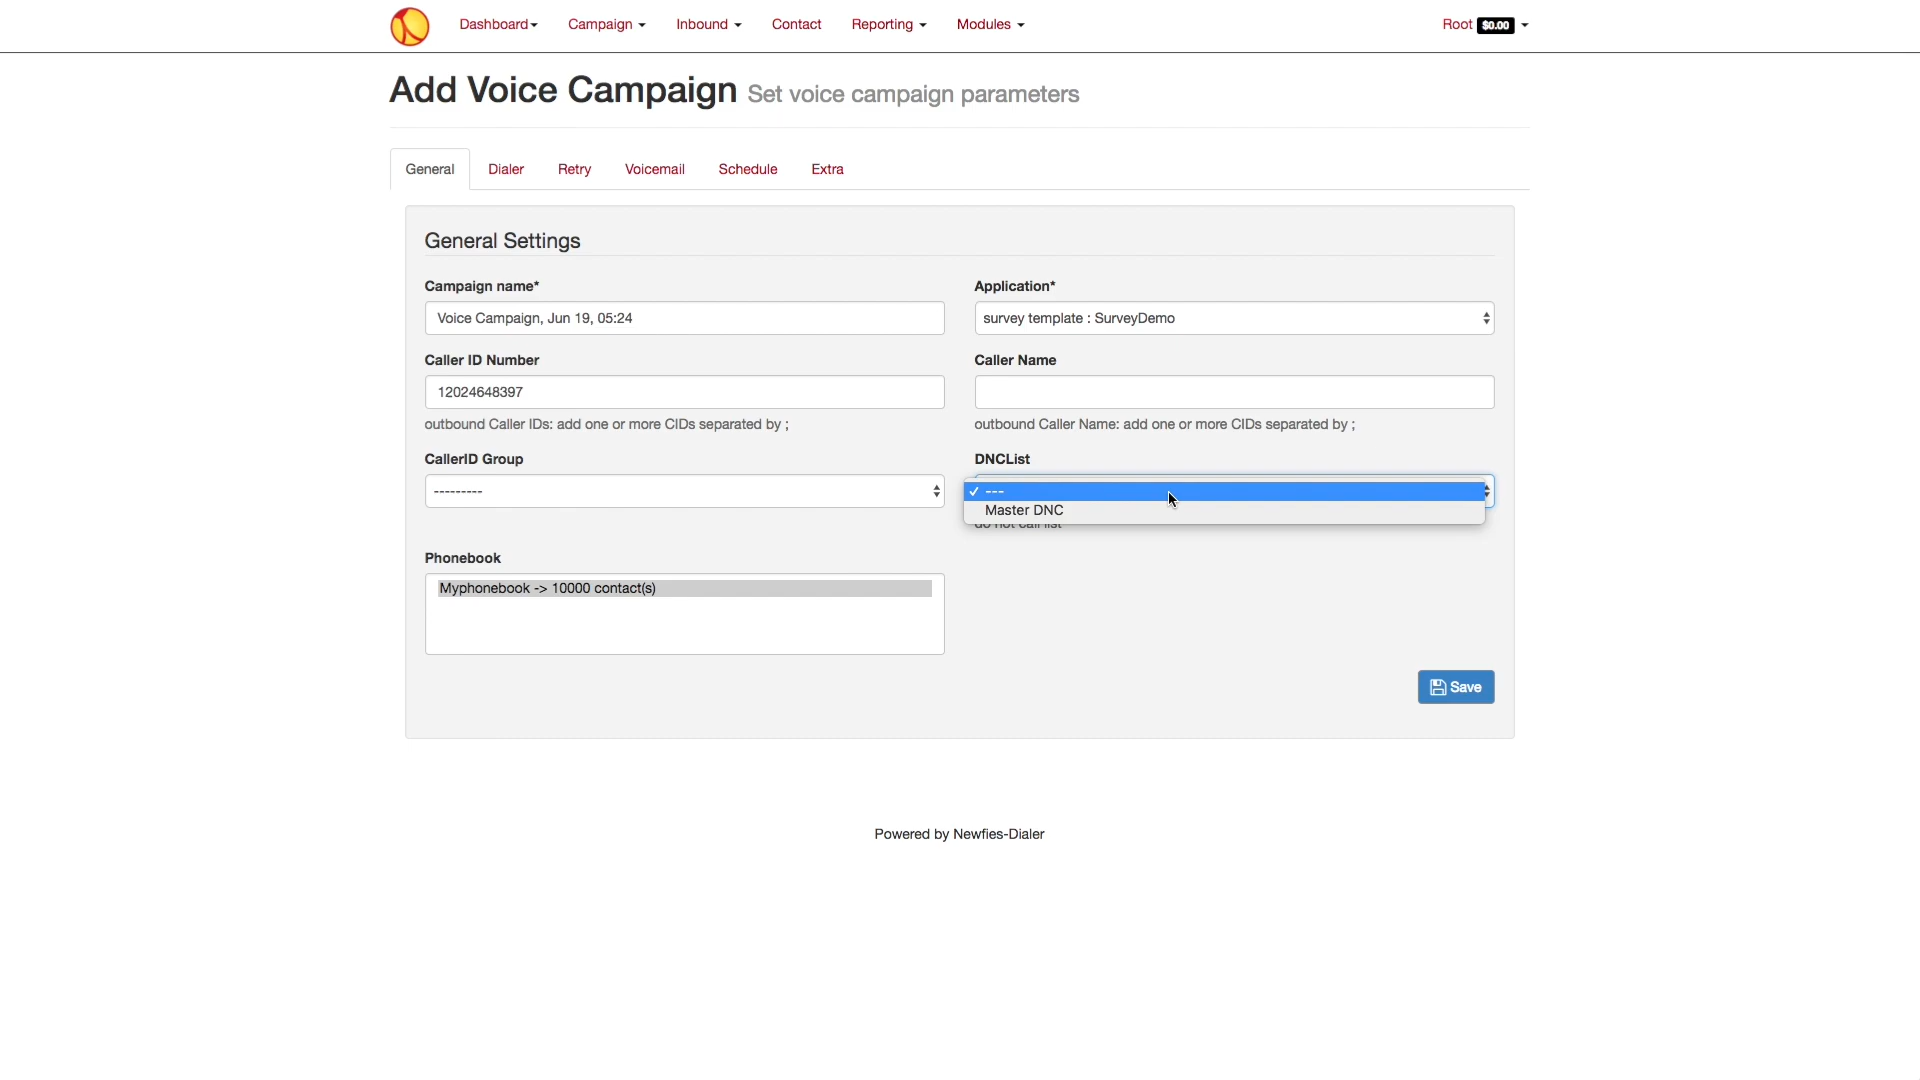 Dashboard Campaign Inbound Contact Reporting Modules Root $0.00
Add Voice Campaign Set voice campaign parameters
General Dialer Retry Voicemail Schedule Extra
General Settings
Campaign name* Application*
Voice Campaign, Jun 19, 05:24 survey template : SurveyDemo
Caller ID Number Caller Name
12024648397
outbound Caller IDs: add one or more CIDs separated by ; outbound Caller Name: add one or more CIDs separated by ;
CallerID Group DNCList
--------- ✓ ---
Master DNC
do not call list
Phonebook
Myphonebook -> 10000 contact(s)
Save
Powered by Newfies-Dialer